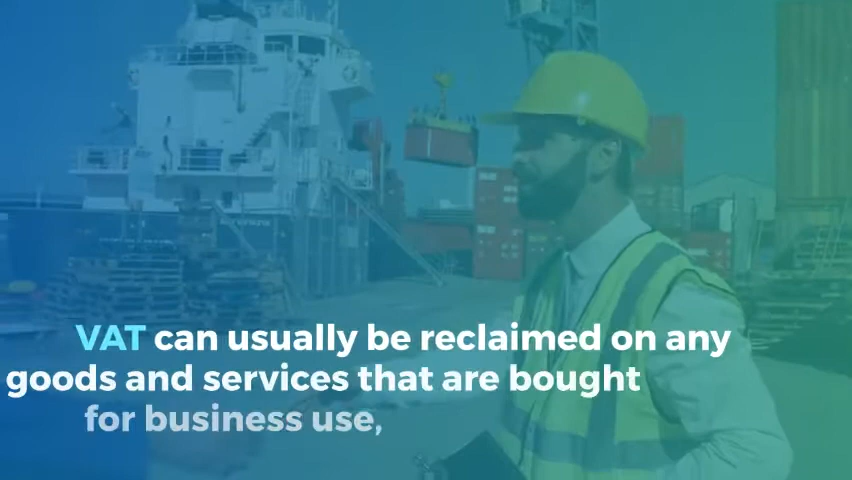 VAT can usually be reclaimed on any
goods and services that are bought
for business use,